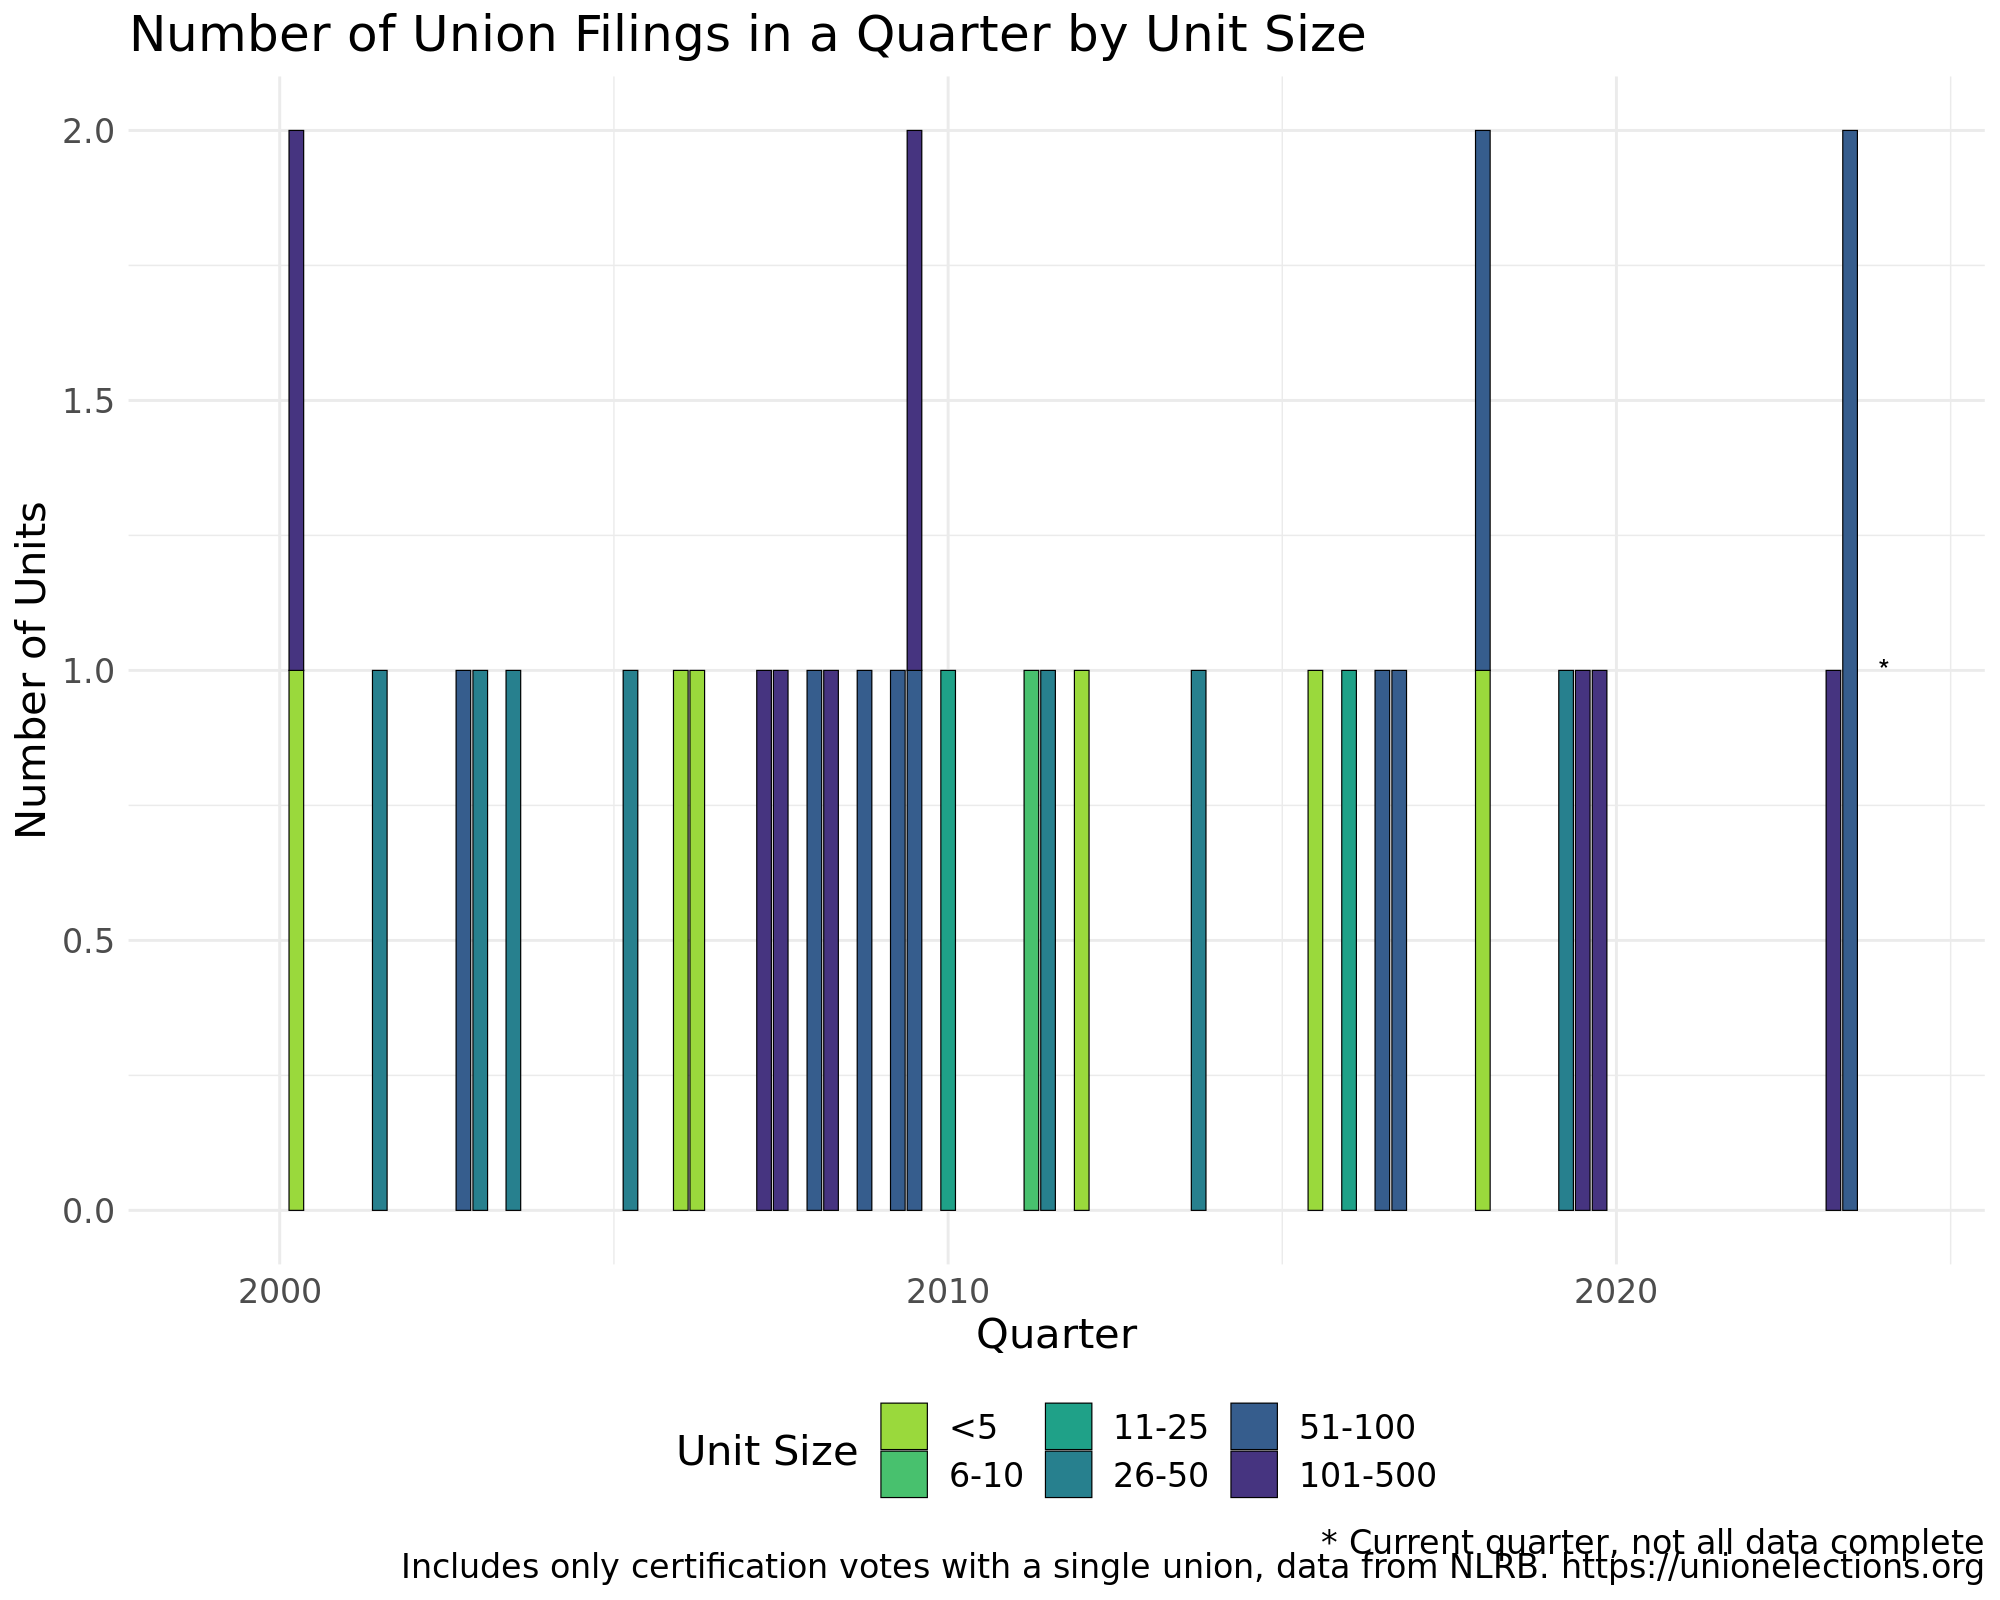 Number of Union Filings in a Quarter by Unit Size
Number of Units
2.0
1.5
1.0
0.5
0.0
*
2000
2010
2020
Quarter
Unit Size
<5
11-25
51-100
6-10
26-50
101-500
* Current quarter, not all data complete
Includes only certification votes with a single union, data from NLRB. https://unionelections.org